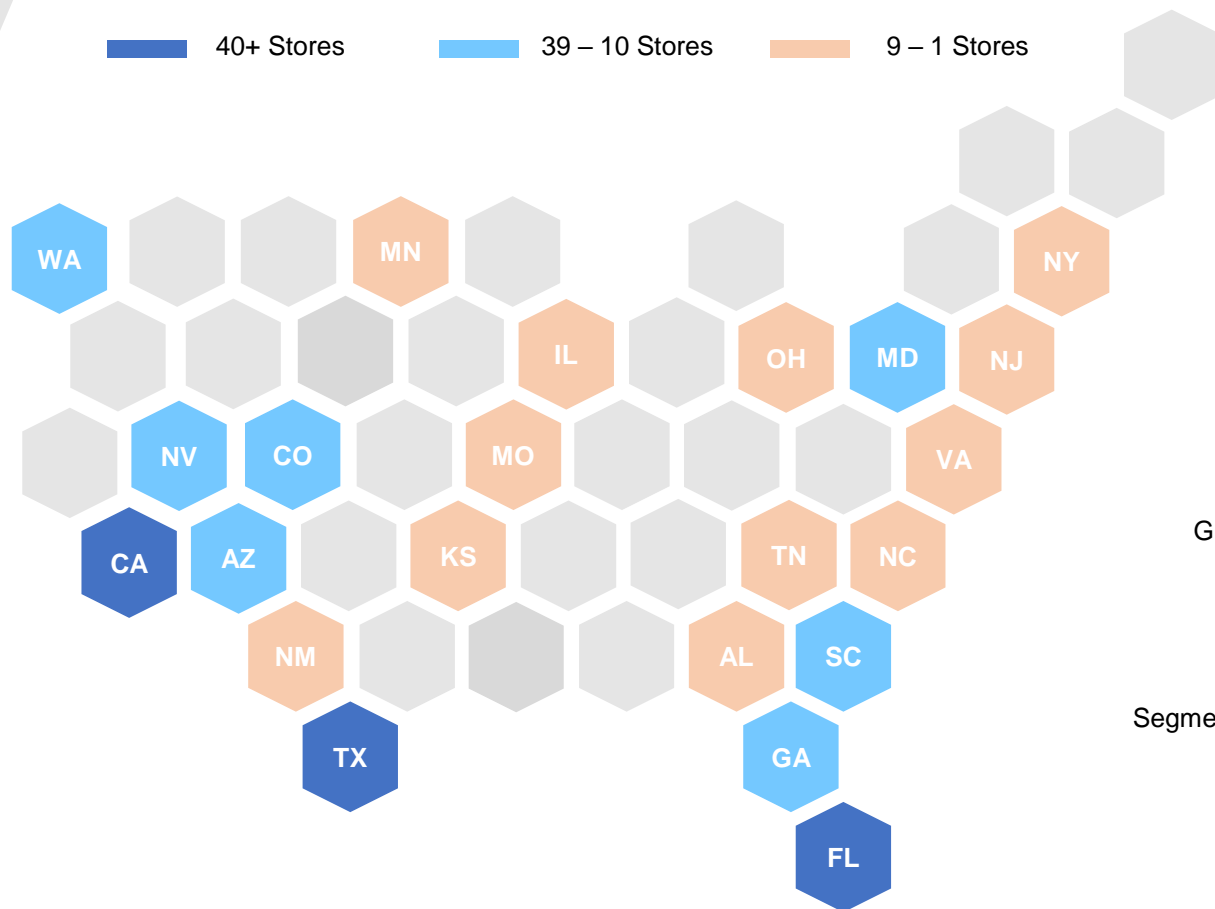 40+ Stores
39 – 10 Stores
9 – 1 Stores
WA
MN
NY
IL
OH
MD
NJ
NV
CO
MO
VA
CA
AZ
KS
TN
NC
G
NM
AL
SC
Segme
TX
GA
FL